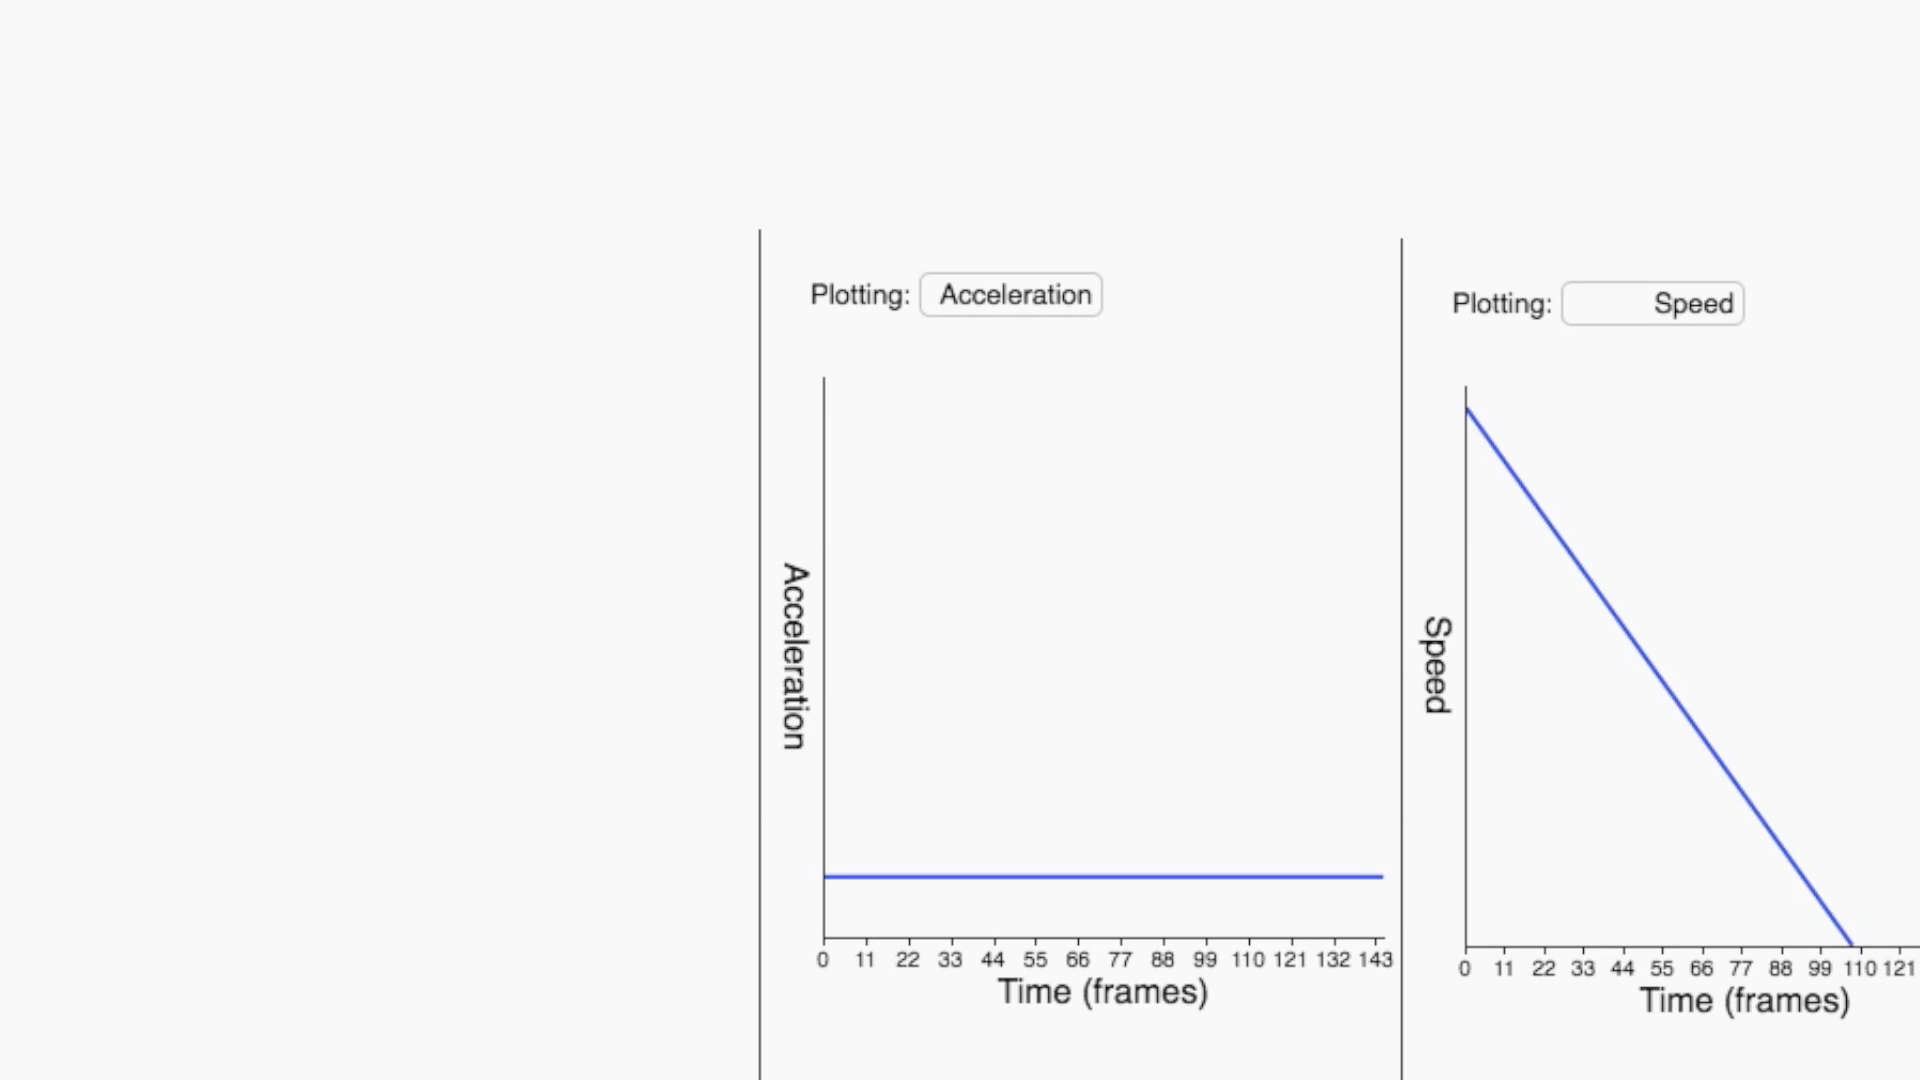 Plotting: Acceleration
Acceleration
0 11 22 33 44 55 66 77 88 99 110 121 132 143
Time (frames)
Plotting: Speed
Speed
0 11 22 33 44 55 66 77 88 99 110 121
Time (frames)